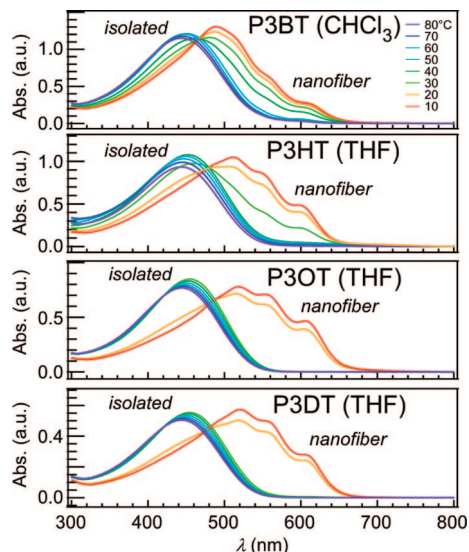 isolated
P3BT (CHCl3)
nanofiber
80°C
70
60
50
40
30
20
10
Abs. (a.u.)
1.0
0.5
0.0
isolated
P3HT (THF)
nanofiber
Abs. (a.u.)
1.0
0.5
0.0
isolated
P3OT (THF)
nanofiber
Abs. (a.u.)
0.5
0.0
isolated
P3DT (THF)
nanofiber
Abs. (a.u.)
0.4
0.0
300 400 500 600 700 800
λ (nm)